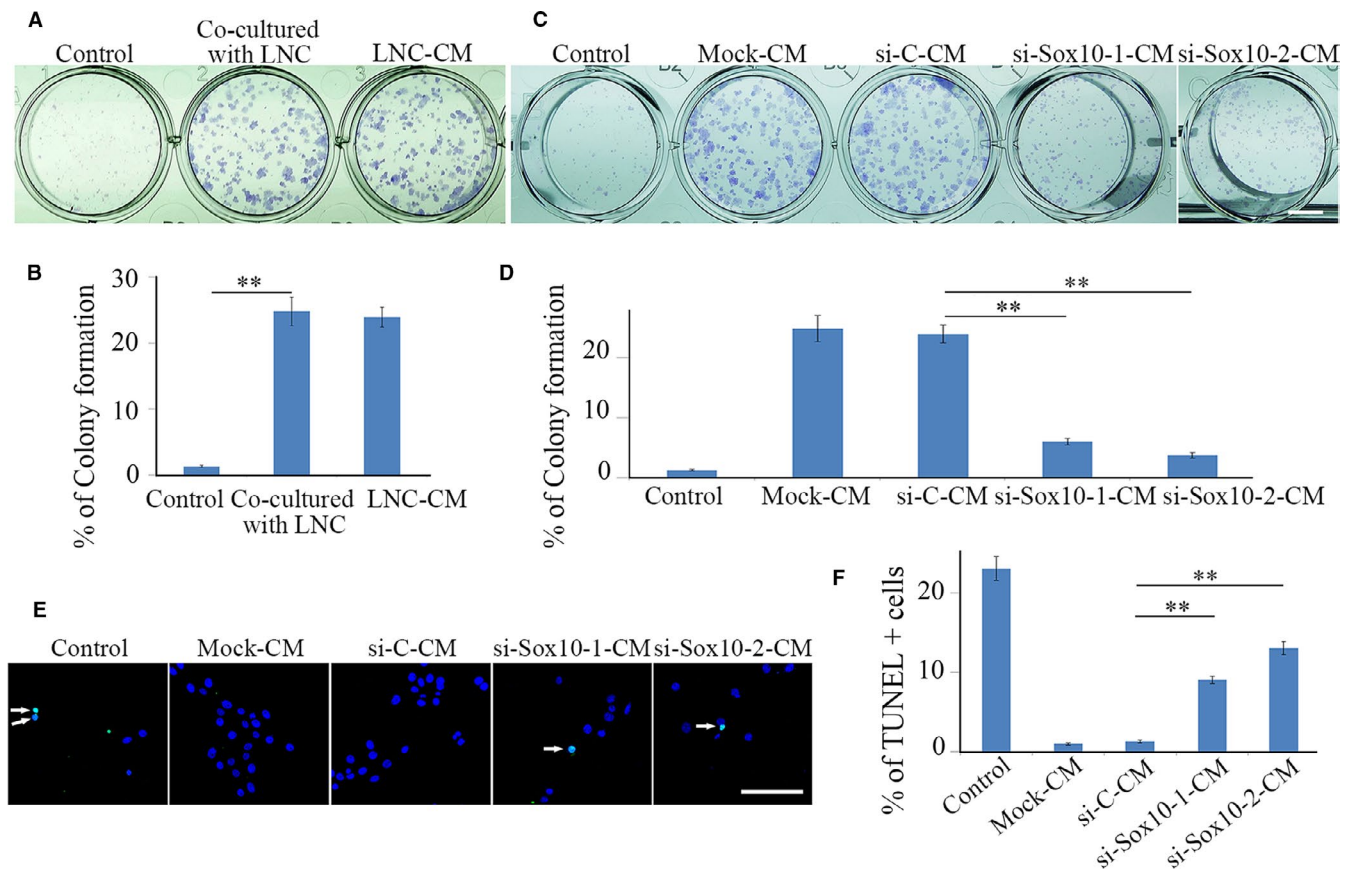 A
Control
Co-cultured
with LNC
LNC-CM
C
Control
Mock-CM
si-C-CM
si-Sox10-1-CM
si-Sox10-2-CM
B
% of Colony formation
30
20
10
0
**
Control
Co-cultured
with LNC
LNC-CM
D
% of Colony formation
20
10
0
**
**
Control
Mock-CM
si-C-CM
si-Sox10-1-CM
si-Sox10-2-CM
E
Control
Mock-CM
si-C-CM
si-Sox10-1-CM
si-Sox10-2-CM
F
% of TUNEL + cells
20
10
0
**
**
Control
Mock-CM
si-C-CM
si-Sox10-1-CM
si-Sox10-2-CM